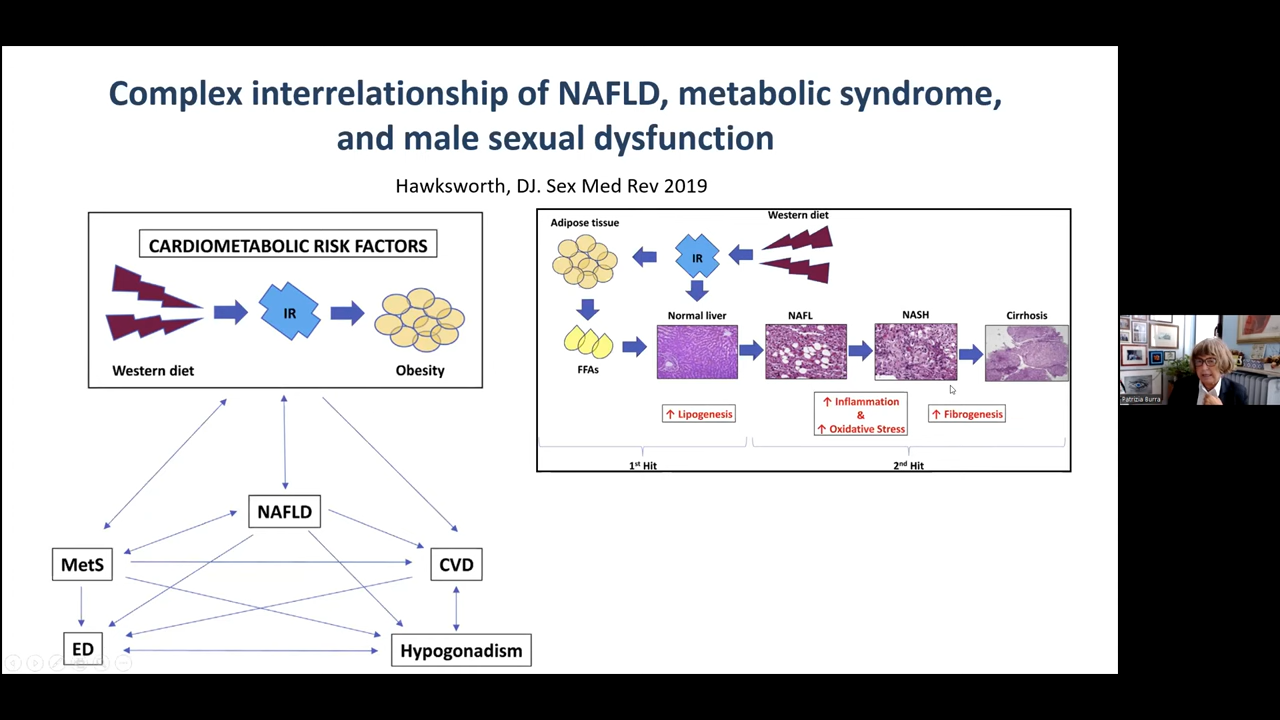 Complex interrelationship of NAFLD, metabolic syndrome,
and male sexual dysfunction
Hawksworth, DJ. Sex Med Rev 2019
CARDIOMETABOLIC RISK FACTORS
IR
Western diet
Obesity
NAFLD
MetS
CVD
ED
Hypogonadism
Adipose tissue
Western diet
IR
FFAs
Normal liver
NAFL
NASH
Cirrhosis
↑ Lipogenesis
↑ Inflammation
&
↑ Oxidative Stress
↑ Fibrogenesis
1st Hit
2nd Hit
Patrizia Burra